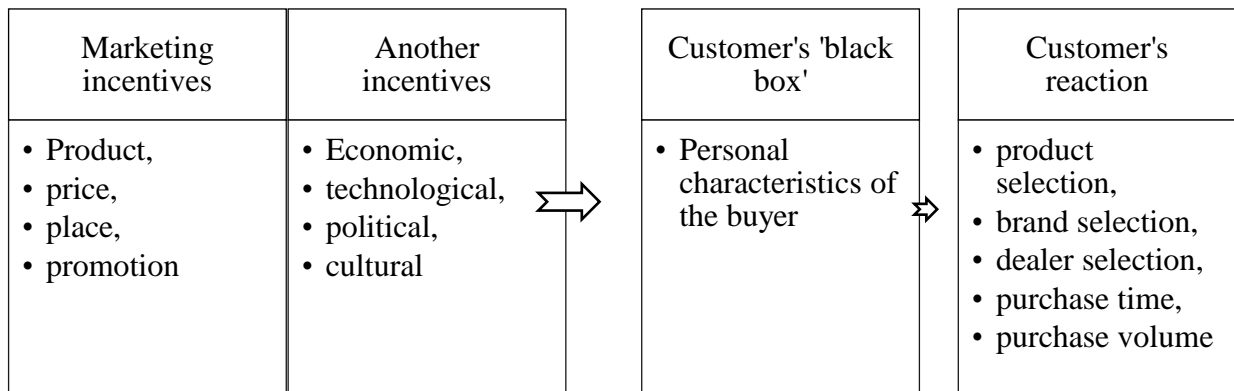 Marketing
incentives
• Product,
• price,
• place,
• promotion
Another
incentives
• Economic,
• technological,
• political,
• cultural
Customer's 'black
box'
• Personal
characteristics of
the buyer
Customer's
reaction
• product
selection,
• brand selection,
• dealer selection,
• purchase time,
• purchase volume